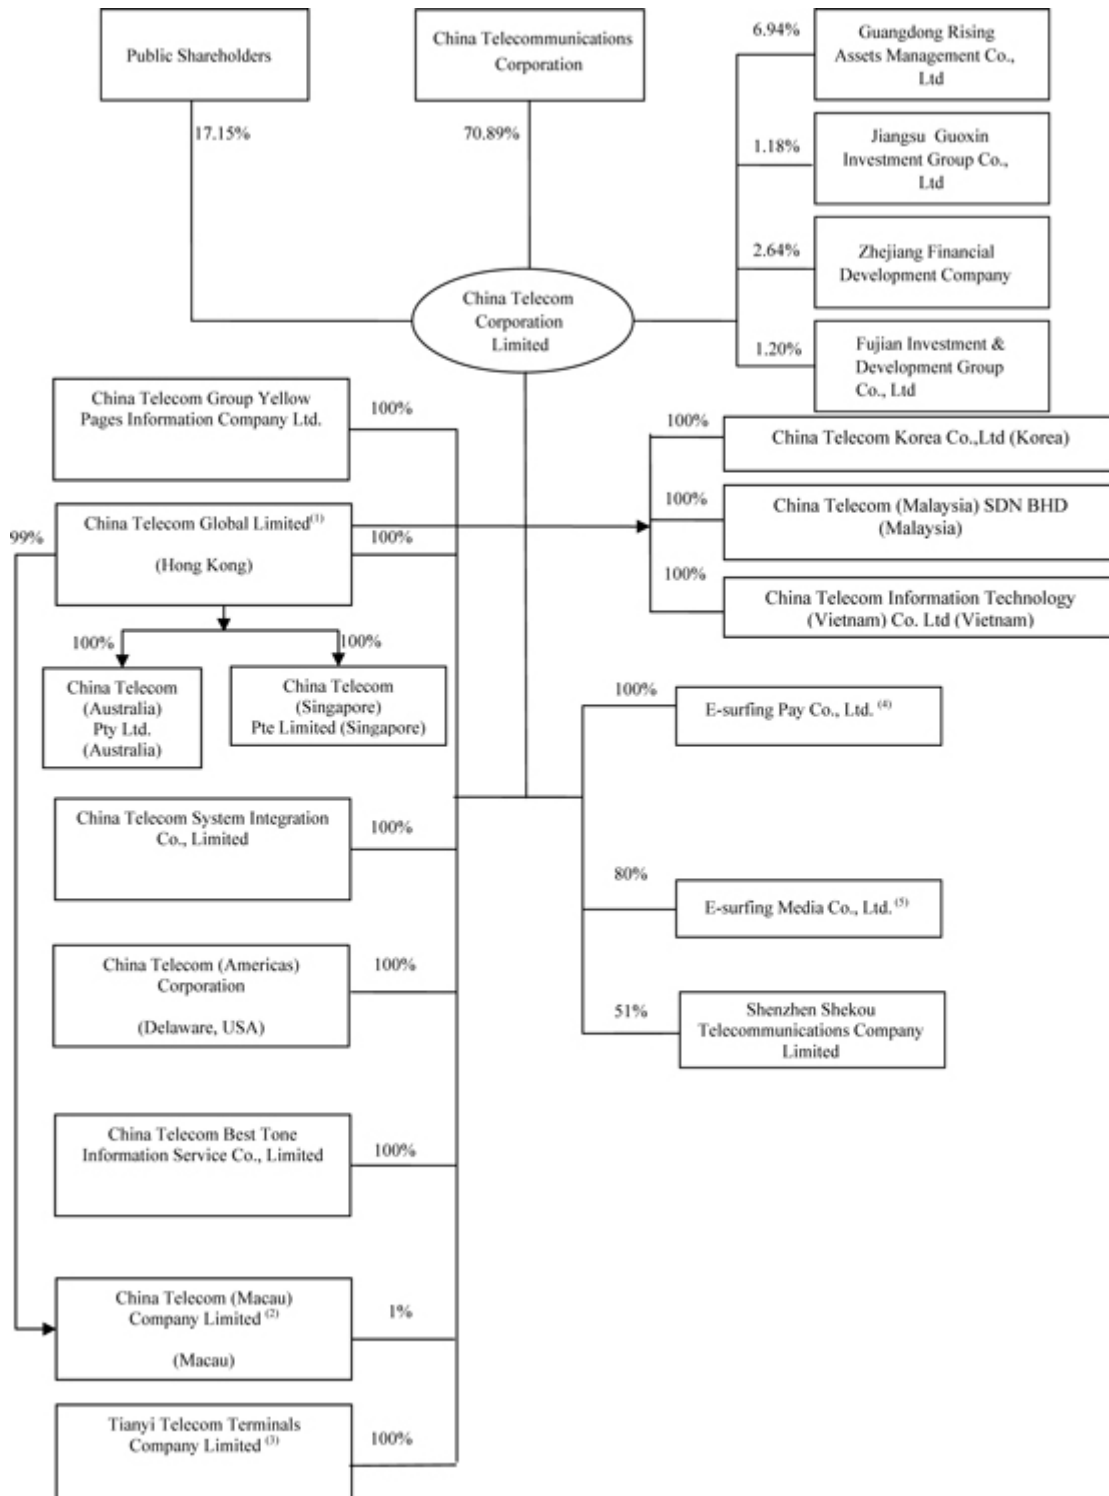 Public Shareholders
China Telecommunications
Corporation
6.94%
Guangdong Rising
Assets Management Co.,
Ltd
17.15%
70.89%
1.18%
Jiangsu Guoxin
Investment Group Co.,
Ltd
2.64%
Zhejiang Financial
Development Company
China Telecom
Corporation
Limited
1.20%
Fujian Investment &
Development Group
Co., Ltd
China Telecom Group Yellow
Pages Information Company Ltd.
100%
100%
China Telecom Korea Co.,Ltd (Korea)
99%
China Telecom Global Limited(1)
(Hong Kong)
100%
100%
China Telecom (Malaysia) SDN BHD
(Malaysia)
100%
China Telecom Information Technology
(Vietnam) Co. Ltd (Vietnam)
100%
100%
China Telecom
(Australia)
Pty Ltd.
(Australia)
China Telecom
(Singapore)
Pte Limited (Singapore)
100%
E-surfing Pay Co., Ltd. (4)
China Telecom System Integration
Co., Limited
100%
80%
E-surfing Media Co., Ltd. (5)
China Telecom (Americas)
Corporation
(Delaware, USA)
100%
51%
Shenzhen Shekou
Telecommunications Company
Limited
China Telecom Best Tone
Information Service Co., Limited
100%
China Telecom (Macau)
Company Limited (2)
(Macau)
1%
Tianyi Telecom Terminals
Company Limited (3)
100%